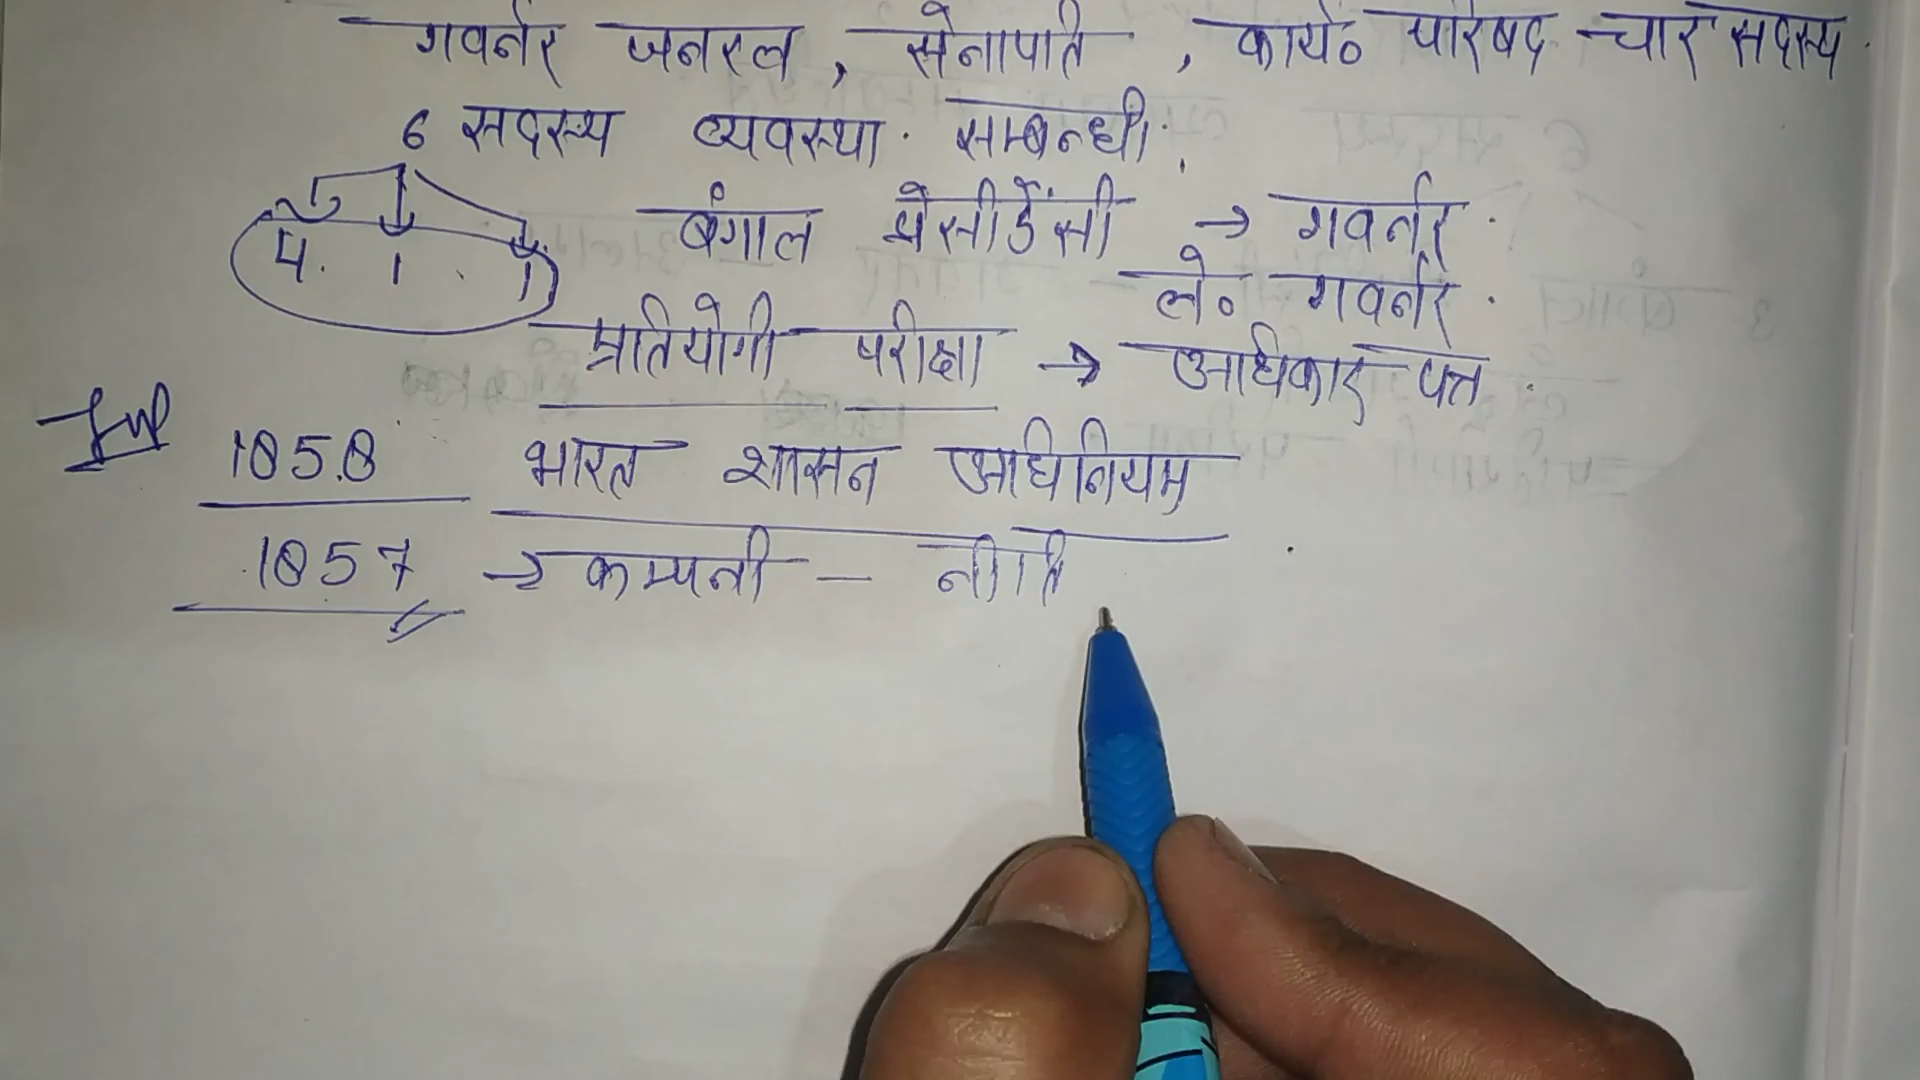 गवर्नर जनरल, सेनापति, कार्य० परिषद चार सदस्य
6 सदस्य व्यवस्था सम्बन्धी
4 1 1
बंगाल प्रेसीडेंसी → गवर्नर
ले० गवर्नर
प्रतियोगी परीक्षा → अधिकार पत्र
Imp 1858 भारत शासन अधिनियम
1857 → कम्पनी - नीति